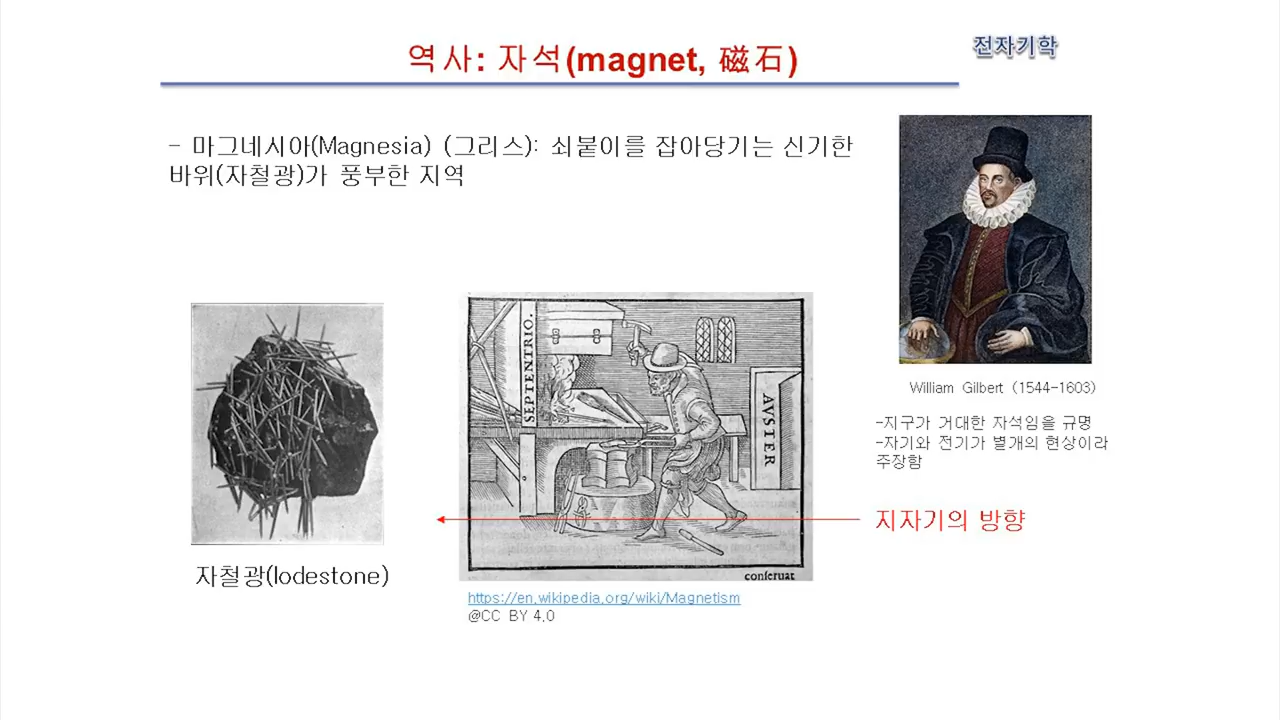 역사: 자석(magnet, 磁石)
전자기학
- 마그네시아(Magnesia) (그리스): 쇠붙이를 잡아당기는 신기한
바위(자철광)가 풍부한 지역
SEPTENTRIO.
AVSTER
conſeruat
William Gilbert (1544-1603)
-지구가 거대한 자석임을 규명
-자기와 전기가 별개의 현상이라
주장함
지자기의 방향
자철광(lodestone)
https://en.wikipedia.org/wiki/Magnetism
@CC BY 4.0